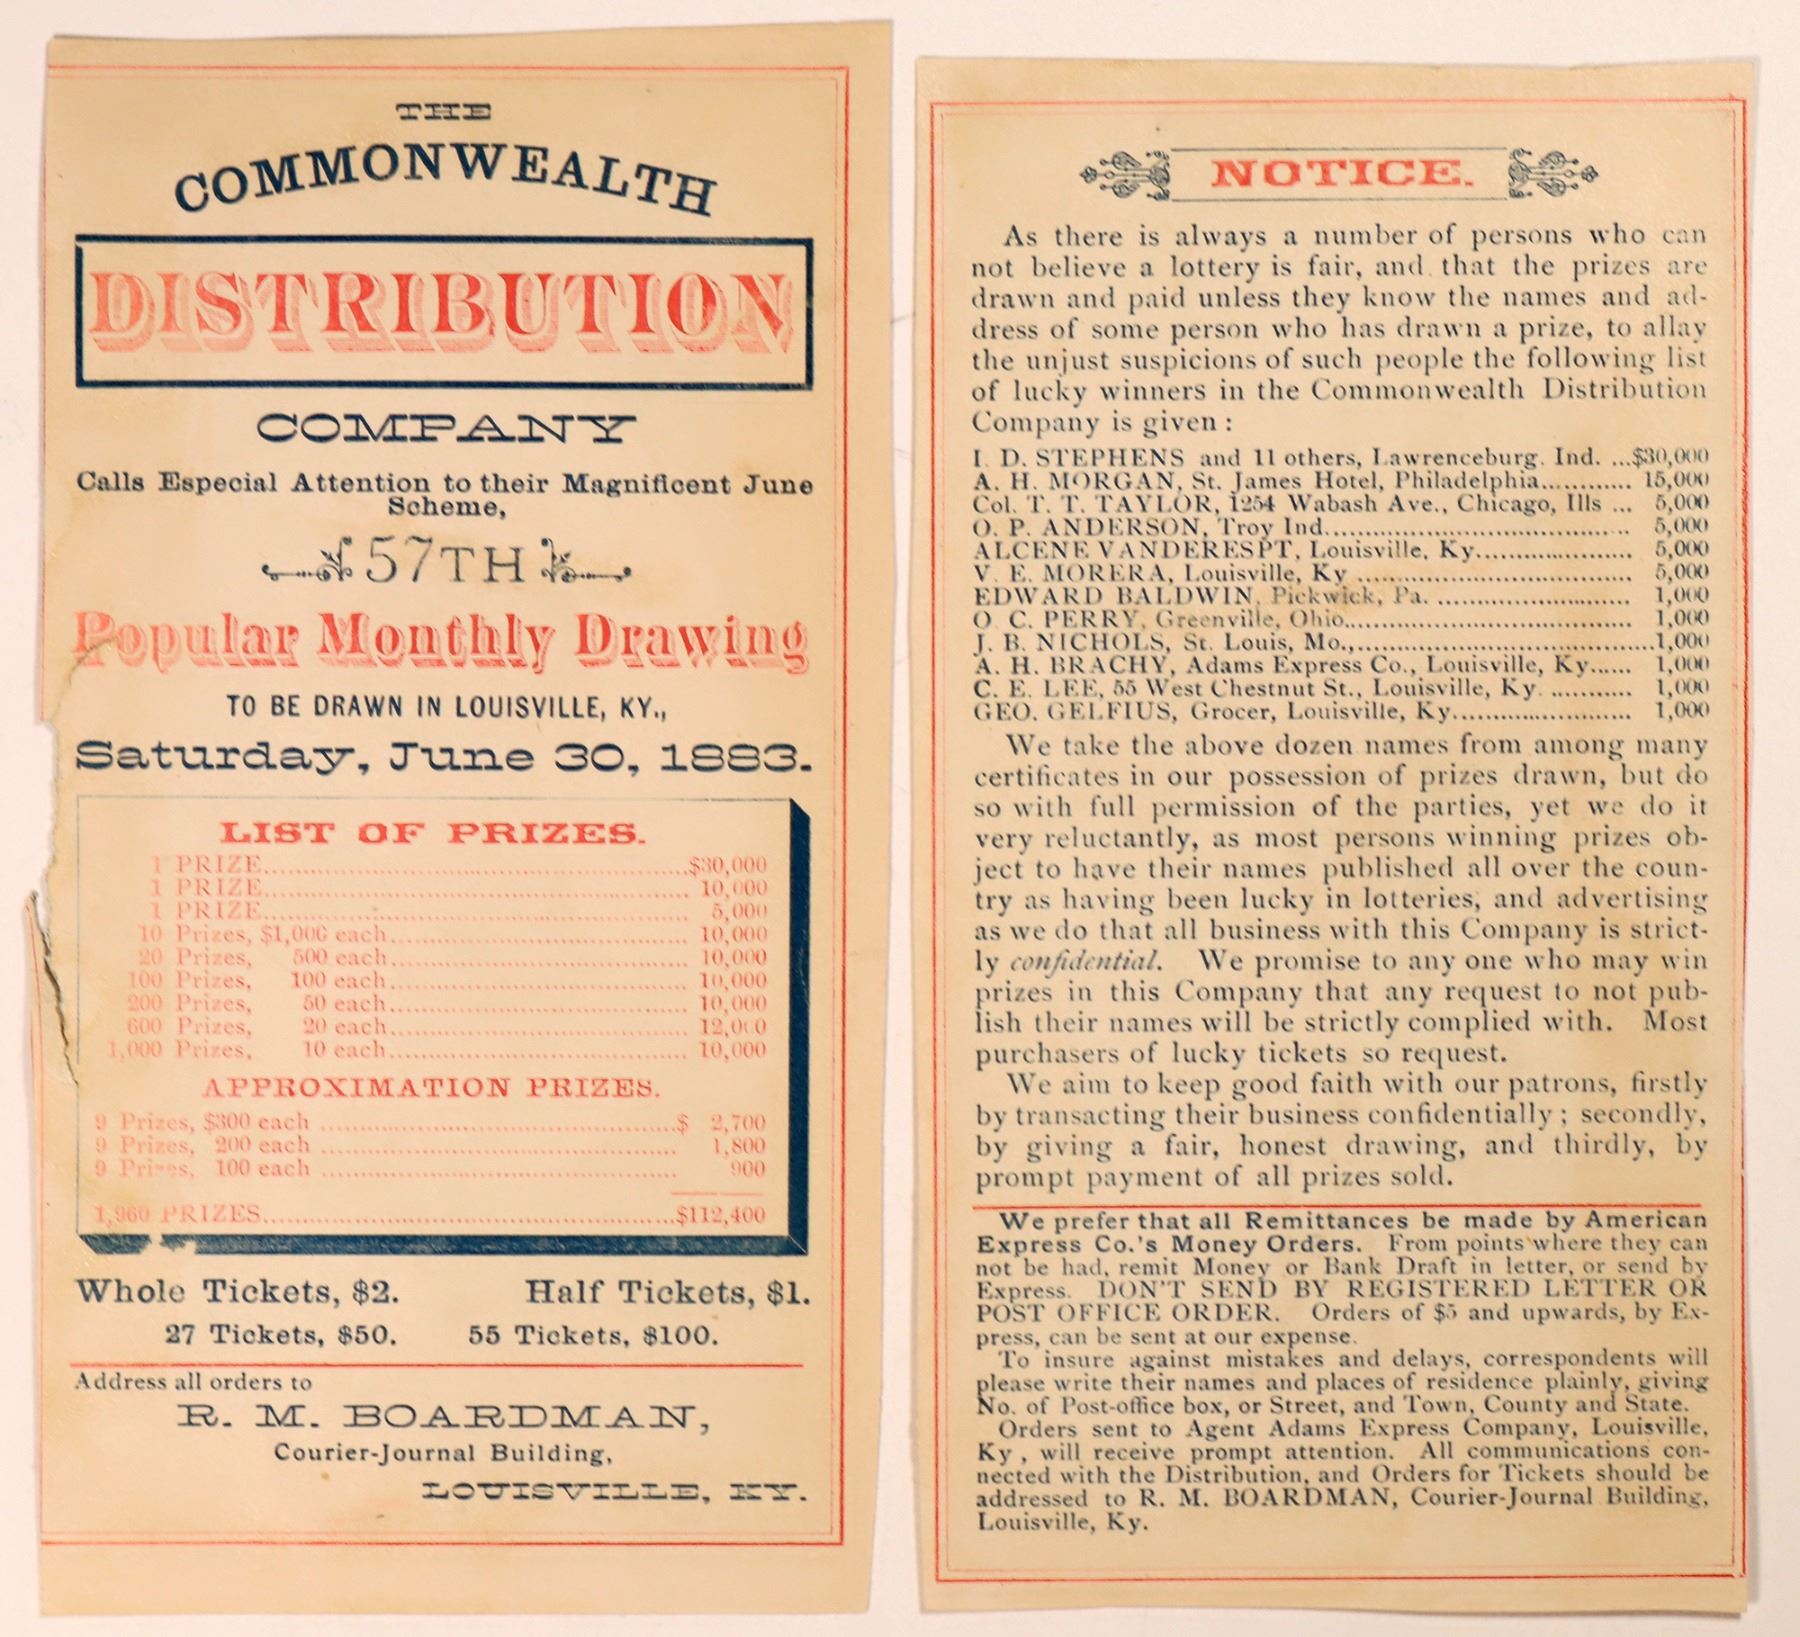 THE
COMMONWEALTH
DISTRIBUTION
COMPANY
Calls Especial Attention to their Magnificent June
Scheme,
57TH
Popular Monthly Drawing
TO BE DRAWN IN LOUISVILLE, KY.,
Saturday, June 30, 1883.
LIST OF PRIZES.
1 PRIZE......$30,000
1 PRIZE...... 10,000
1 PRIZE...... 5,000
10 Prizes, $1,000 each...... 10,000
20 Prizes, 500 each...... 10,000
100 Prizes, 100 each...... 10,000
200 Prizes, 50 each...... 10,000
600 Prizes, 20 each...... 12,000
1,000 Prizes, 10 each...... 10,000
APPROXIMATION PRIZES.
9 Prizes, $300 each ......$ 2,700
9 Prizes, 200 each ...... 1,800
9 Prizes, 100 each ...... 900
1,960 PRIZES......$112,400
Whole Tickets, $2. Half Tickets, $1.
27 Tickets, $50. 55 Tickets, $100.
Address all orders to
R. M. BOARDMAN,
Courier-Journal Building,
LOUISVILLE, KY.
NOTICE.
As there is always a number of persons who can
not believe a lottery is fair, and that the prizes are
drawn and paid unless they know the names and ad-
dress of some person who has drawn a prize, to allay
the unjust suspicions of such people the following list
of lucky winners in the Commonwealth Distribution
Company is given :
I. D. STEPHENS and 11 others, Lawrenceburg. Ind. ...$30,000
A. H. MORGAN, St. James Hotel, Philadelphia...... 15,000
Col. T. T. TAYLOR, 1254 Wabash Ave., Chicago, Ills ... 5,000
O. P. ANDERSON, Troy Ind...... 5,000
ALCENE VANDERESPT, Louisville, Ky...... 5,000
V. E. MORERA, Louisville, Ky ...... 5,000
EDWARD BALDWIN, Pickwick, Pa. ...... 1,000
O. C. PERRY, Greenville, Ohio...... 1,000
J. B. NICHOLS, St. Louis, Mo.,......1,000
A. H. BRACHY, Adams Express Co., Louisville, Ky...... 1,000
C. E. LEE, 55 West Chestnut St., Louisville, Ky. ...... 1,000
GEO. GELFIUS, Grocer, Louisville, Ky...... 1,000
We take the above dozen names from among many
certificates in our possession of prizes drawn, but do
so with full permission of the parties, yet we do it
very reluctantly, as most persons winning prizes ob-
ject to have their names published all over the coun-
try as having been lucky in lotteries, and advertising
as we do that all business with this Company is strict-
ly confidential. We promise to any one who may win
prizes in this Company that any request to not pub-
lish their names will be strictly complied with. Most
purchasers of lucky tickets so request.
We aim to keep good faith with our patrons, firstly
by transacting their business confidentially ; secondly,
by giving a fair, honest drawing, and thirdly, by
prompt payment of all prizes sold.
We prefer that all Remittances be made by American
Express Co.'s Money Orders. From points where they can
not be had, remit Money or Bank Draft in letter, or send by
Express. DON'T SEND BY REGISTERED LETTER OR
POST OFFICE ORDER. Orders of $5 and upwards, by Ex-
press, can be sent at our expense.
To insure against mistakes and delays, correspondents will
please write their names and places of residence plainly, giving
No. of Post-office box, or Street, and Town, County and State.
Orders sent to Agent Adams Express Company, Louisville,
Ky , will receive prompt attention. All communications con-
nected with the Distribution, and Orders for Tickets should be
addressed to R. M. BOARDMAN, Courier-Journal Building,
Louisville, Ky.